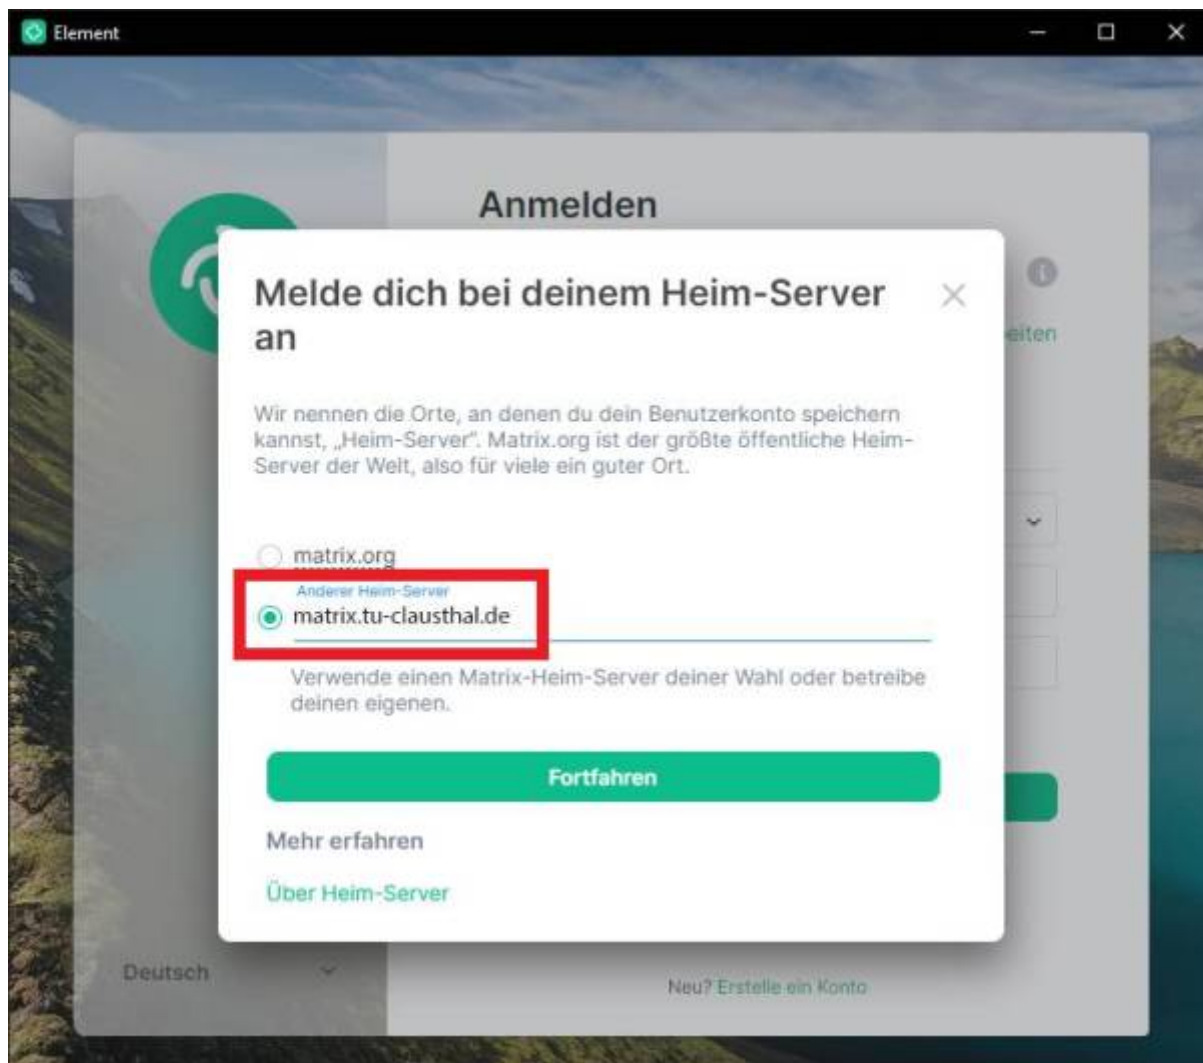 Element
Anmelden
Melde dich bei deinem Heim-Server
an
eiten
Wir nennen die Orte, an denen du dein Benutzerkonto speichern
kannst, „Heim-Server“. Matrix.org ist der größte öffentliche Heim-
Server der Welt, also für viele ein guter Ort.
matrix.org
Anderer Heim-Server
matrix.tu-clausthal.de
Verwende einen Matrix-Heim-Server deiner Wahl oder betreibe
deinen eigenen.
Fortfahren
Mehr erfahren
Über Heim-Server
Deutsch
Neu? Erstelle ein Konto